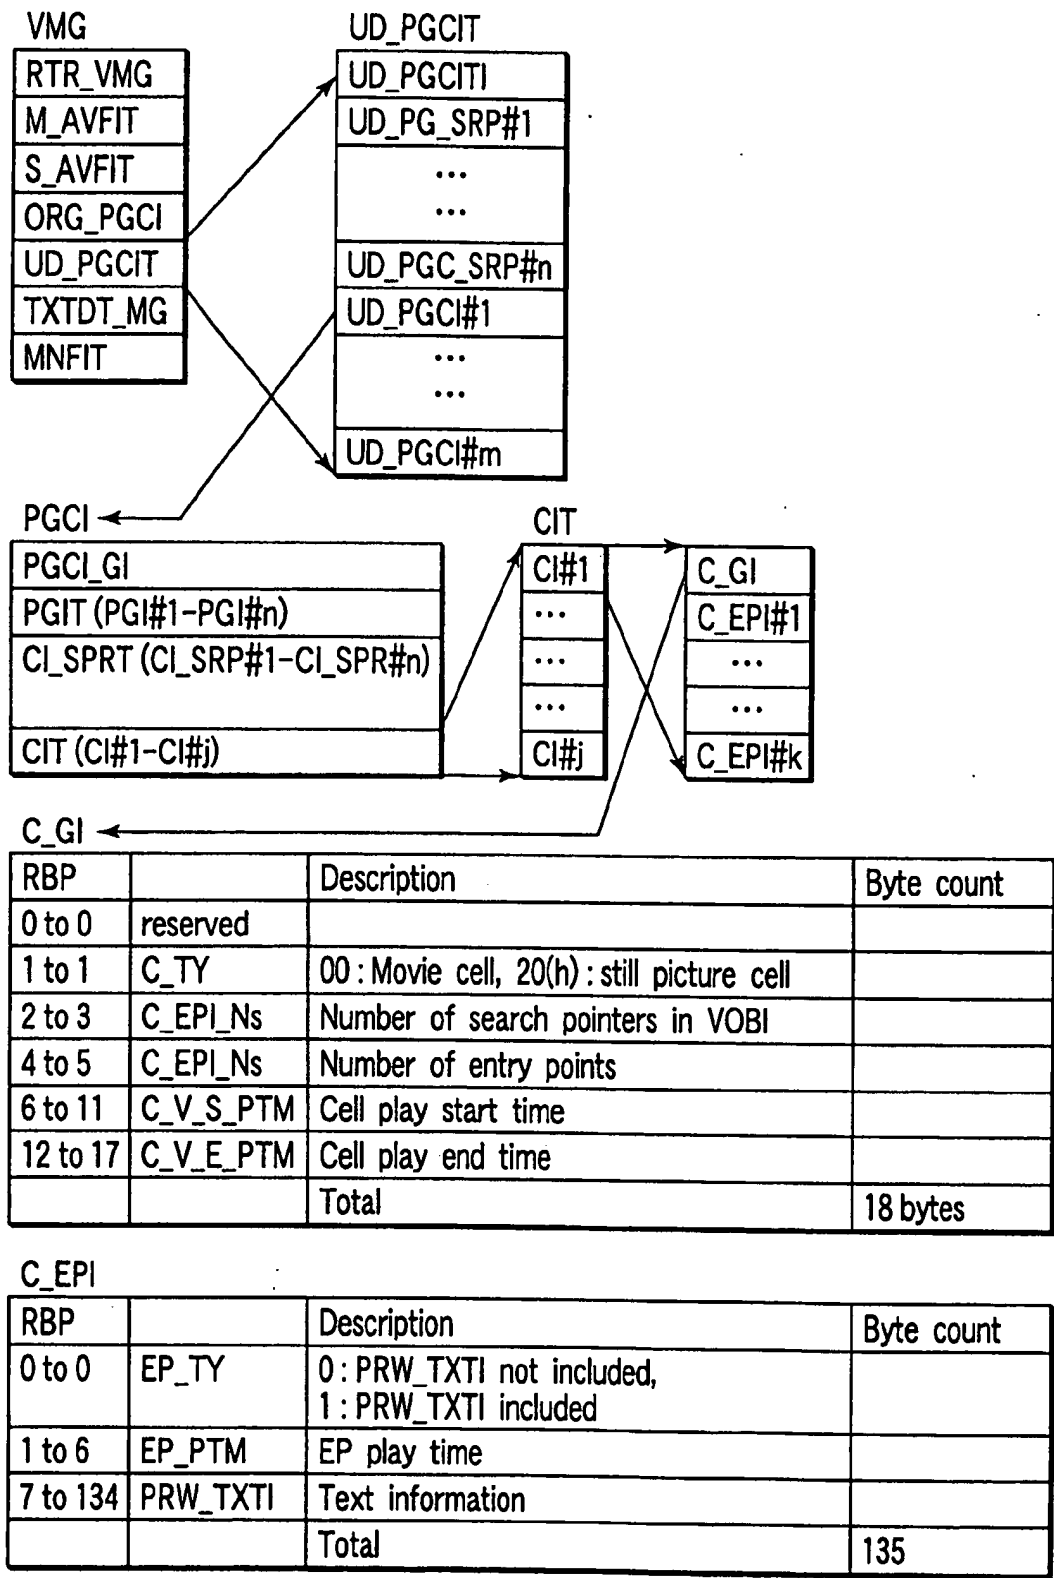 VMG
RTR_VMG
M_AVFIT
S_AVFIT
ORG_PGCI
UD_PGCIT
TXTDT_MG
MNFIT
UD_PGCIT
UD_PGCITI
UD_PG_SRP#1
...
...
UD_PGC_SRP#n
UD_PGCI#1
...
...
UD_PGCI#m
PGCI
PGCI_GI
PGIT (PGI#1-PGI#n)
CI_SPRT (CI_SRP#1-CI_SPR#n)
CIT (CI#1-CI#j)
CIT
CI#1
...
...
...
CI#j
C_GI
C_EPI#1
...
...
C_EPI#k
C_GI
RBP Description Byte count
0 to 0 reserved
1 to 1 C_TY 00 : Movie cell, 20(h) : still picture cell
2 to 3 C_EPI_Ns Number of search pointers in VOBI
4 to 5 C_EPI_Ns Number of entry points
6 to 11 C_V_S_PTM Cell play start time
12 to 17 C_V_E_PTM Cell play end time
Total 18 bytes
C_EPI
RBP Description Byte count
0 to 0 EP_TY 0 : PRW_TXTI not included,
1 : PRW_TXTI included
1 to 6 EP_PTM EP play time
7 to 134 PRW_TXTI Text information
Total 135